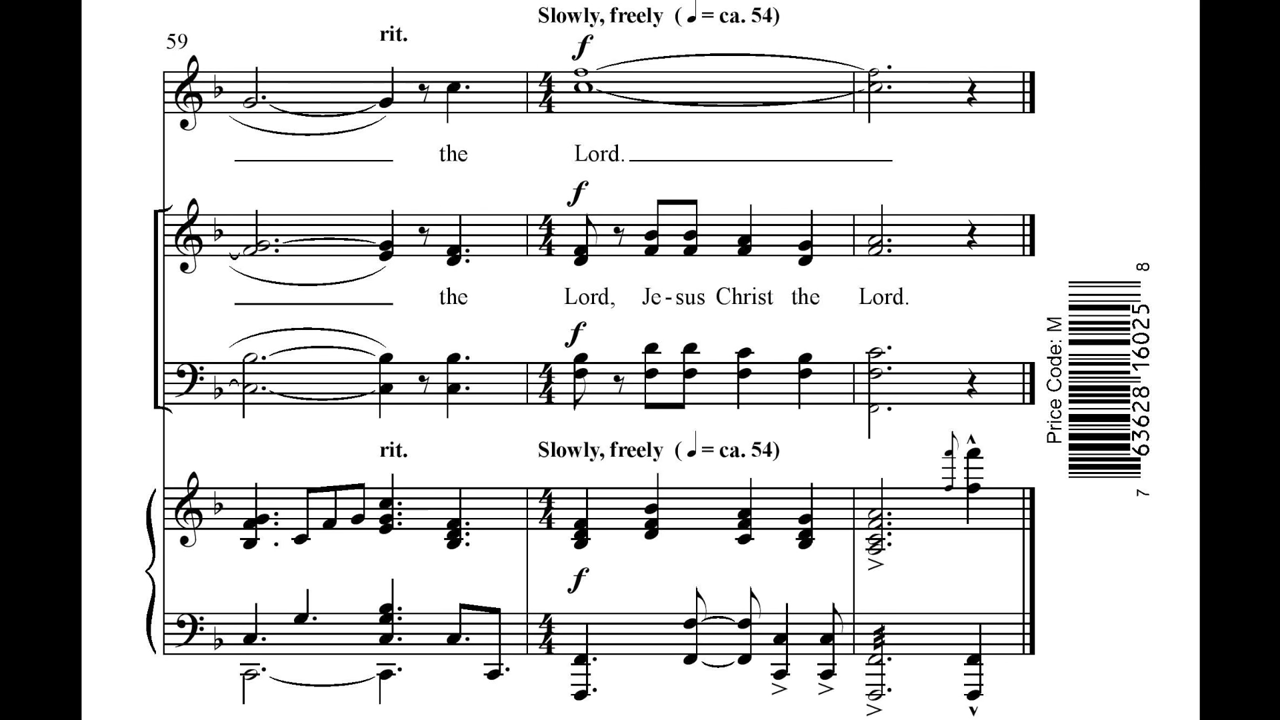 Slowly, freely (♩ = ca. 54)
59
rit.
f
the Lord.
f
the Lord, Je - sus Christ the Lord.
f
rit.
Slowly, freely (♩ = ca. 54)
f
Price Code: M
7 63628 16025 8